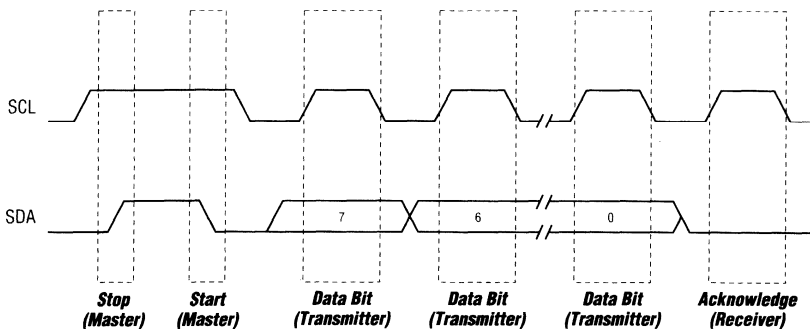 SCL
SDA
7
6
0
Stop
(Master)
Start
(Master)
Data Bit
(Transmitter)
Data Bit
(Transmitter)
Data Bit
(Transmitter)
Acknowledge
(Receiver)